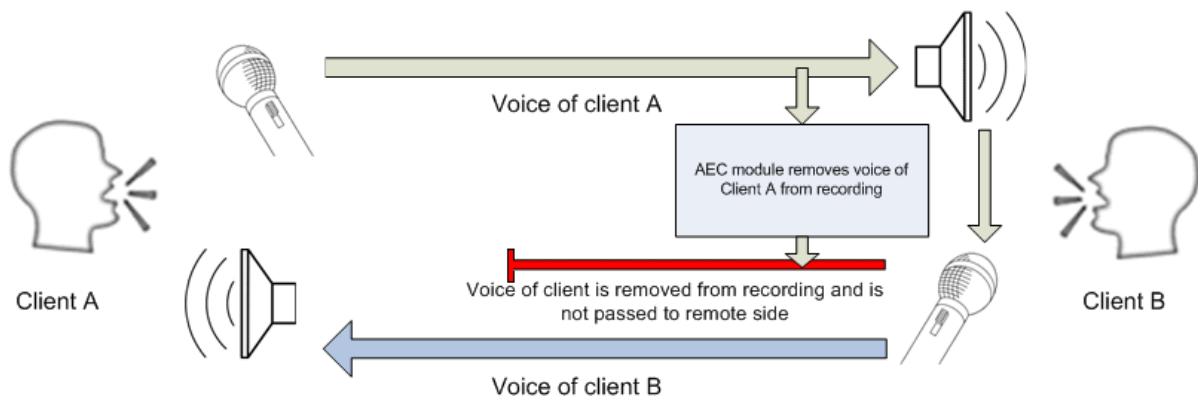 Voice of client A
AEC module removes voice of
Client A from recording
Client A
Voice of client is removed from recording and is
not passed to remote side
Client B
Voice of client B